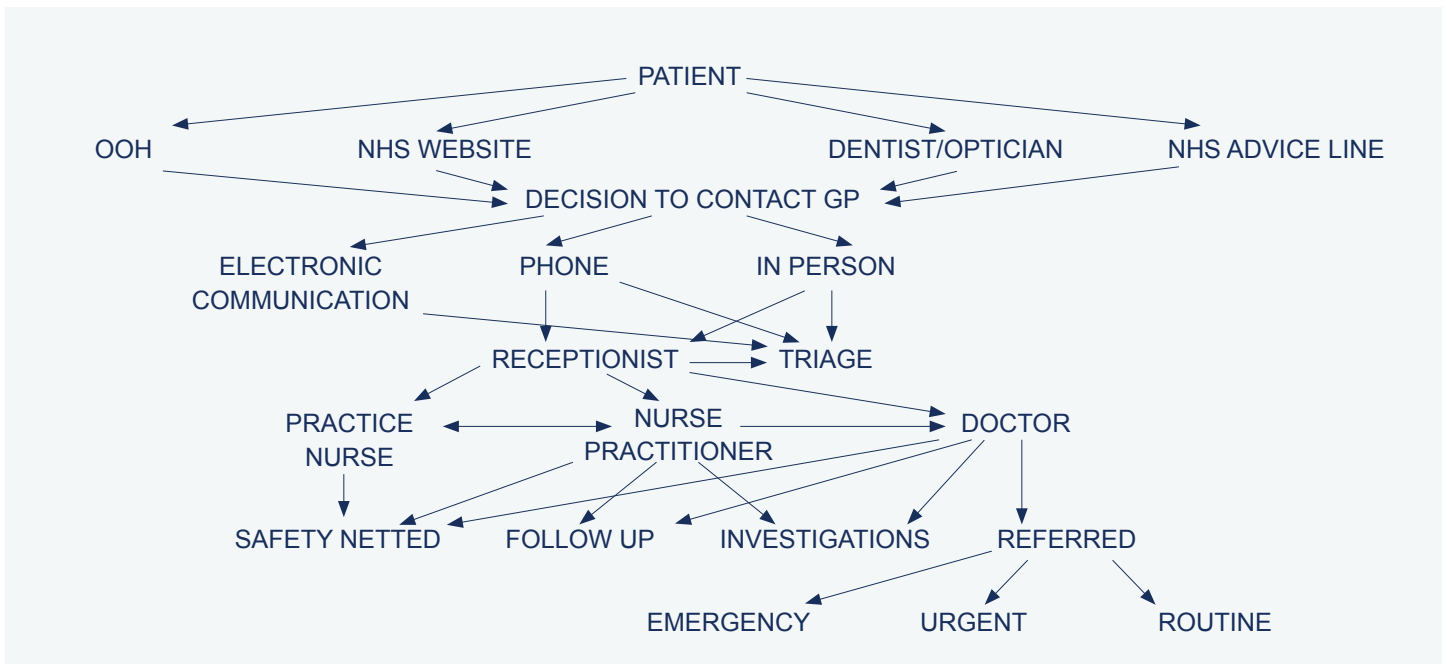 PATIENT
OOH
NHS WEBSITE
DENTIST/OPTICIAN
NHS ADVICE LINE
DECISION TO CONTACT GP
ELECTRONIC
COMMUNICATION
PHONE
IN PERSON
RECEPTIONIST
TRIAGE
PRACTICE
NURSE
NURSE
PRACTITIONER
DOCTOR
SAFETY NETTED
FOLLOW UP
INVESTIGATIONS
REFERRED
EMERGENCY
URGENT
ROUTINE